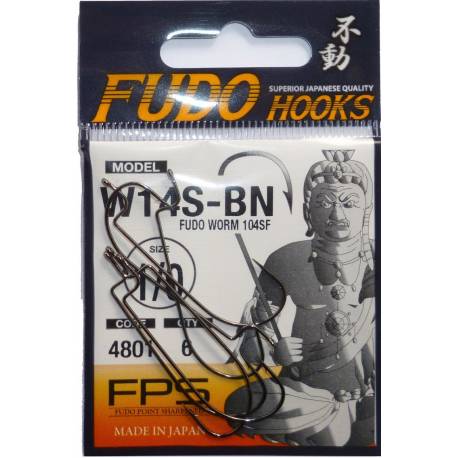 不動
FUDO
SUPERIOR JAPANESE QUALITY
HOOKS
MODEL
W14S-BN
FUDO WORM 104SF
SIZE
1/0
CODE QTY
4801 6
FPS
FUDO POINT SHARPENED
MADE IN JAPAN